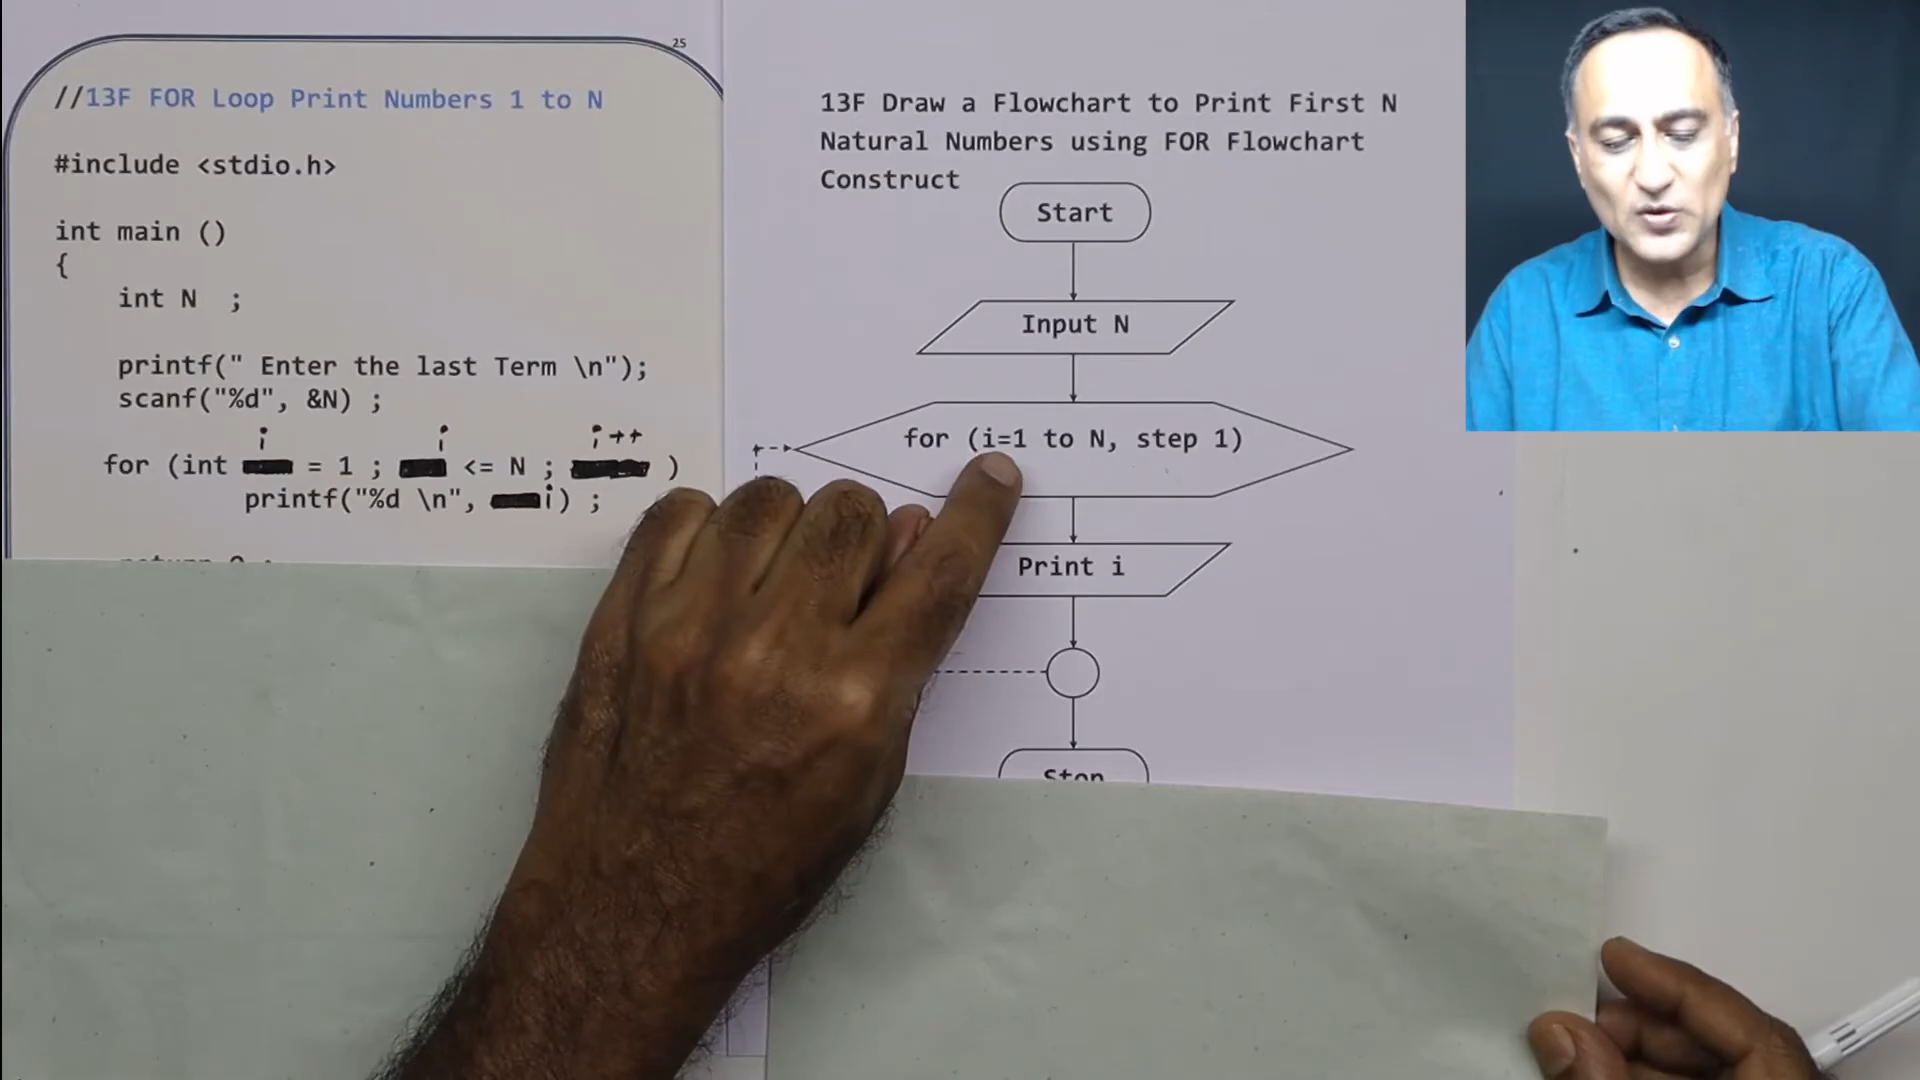 25
//13F FOR Loop Print Numbers 1 to N
#include <stdio.h>
int main ()
{
int N ;
printf(" Enter the last Term \n");
scanf("%d", &N) ;
i i i++
for (int = 1 ; <= N ; )
printf("%d \n", i) ;
13F Draw a Flowchart to Print First N
Natural Numbers using FOR Flowchart
Construct
Start
Input N
for (i=1 to N, step 1)
Print i
Stop